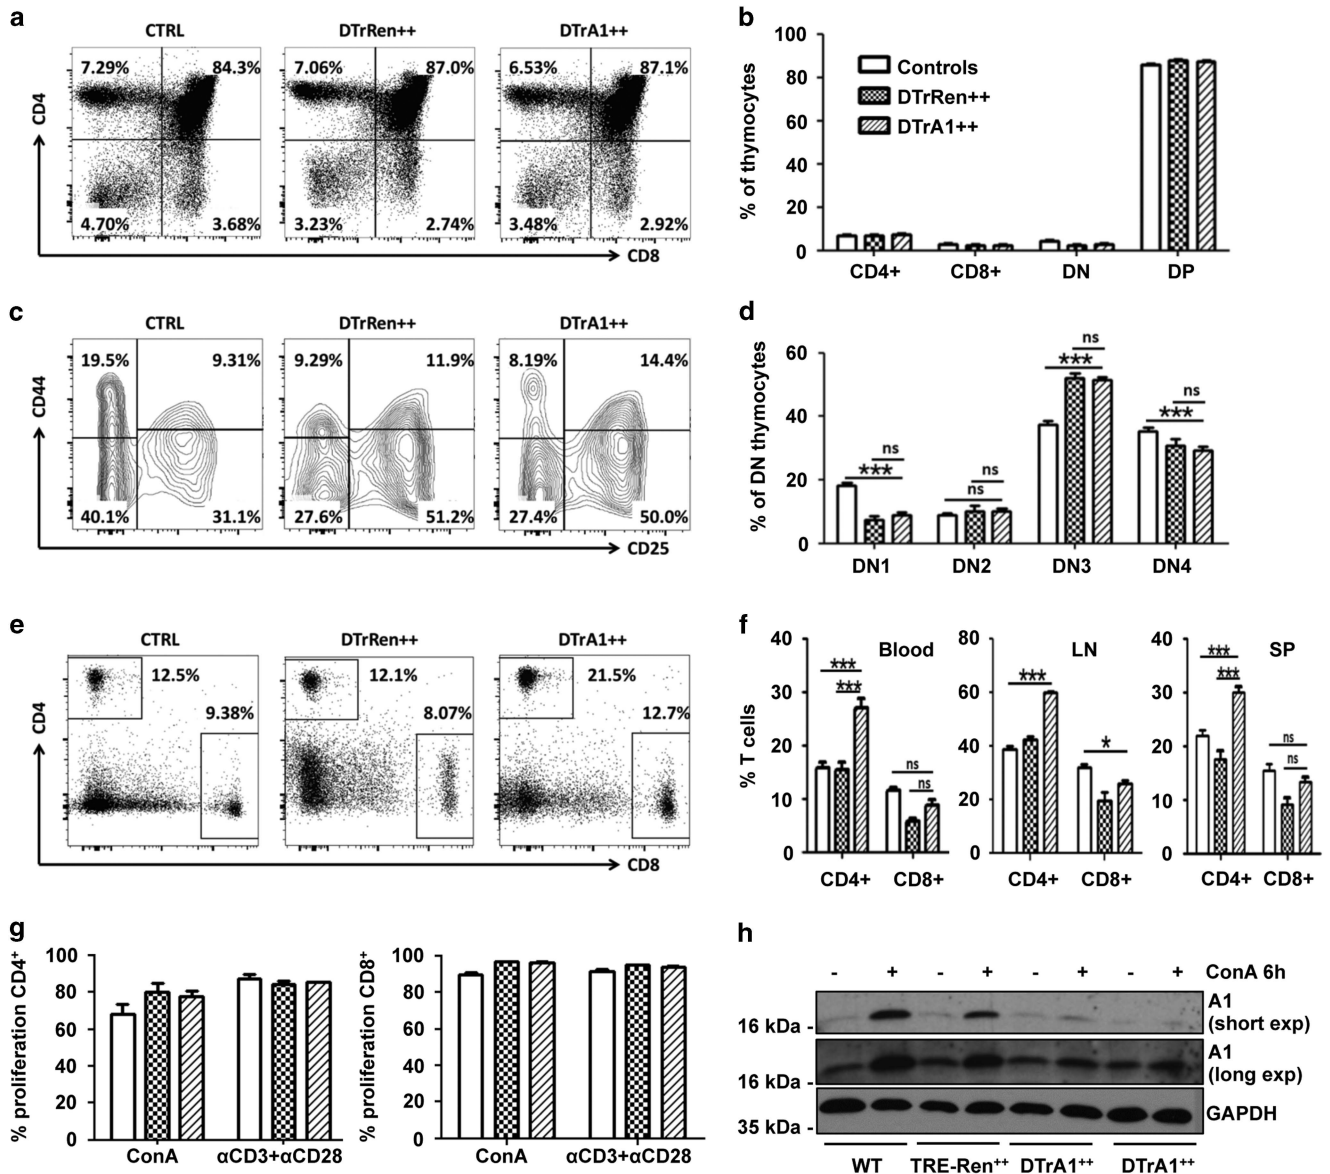 a
CTRL
DTrRen++
DTrA1++
7.29%
84.3%
7.06%
87.0%
6.53%
87.1%
4.70%
3.68%
3.23%
2.74%
3.48%
2.92%
CD4
CD8
b
% of thymocytes
100
80
60
40
20
0
Controls
DTrRen++
DTrA1++
CD4+
CD8+
DN
DP
c
CTRL
DTrRen++
DTrA1++
19.5%
9.31%
9.29%
11.9%
8.19%
14.4%
40.1%
31.1%
27.6%
51.2%
27.4%
50.0%
CD44
CD25
d
% of DN thymocytes
60
40
20
0
*** ns
ns ns
*** ns
*** ns
DN1
DN2
DN3
DN4
e
CTRL
DTrRen++
DTrA1++
12.5%
9.38%
12.1%
8.07%
21.5%
12.7%
CD4
CD8
f
% T cells
40
30
20
10
0
Blood
***
***
ns
ns
CD4+
CD8+
80
60
40
20
0
LN
***
*
CD4+
CD8+
40
30
20
10
0
SP
***
***
ns
ns
CD4+
CD8+
g
% proliferation CD4+
100
80
60
40
20
0
ConA
αCD3+αCD28
% proliferation CD8+
100
80
60
40
20
0
ConA
αCD3+αCD28
h
- + - + - + - + ConA 6h
A1
(short exp)
16 kDa -
A1
(long exp)
16 kDa -
GAPDH
35 kDa -
WT
TRE-Ren++
DTrA1++
DTrA1++